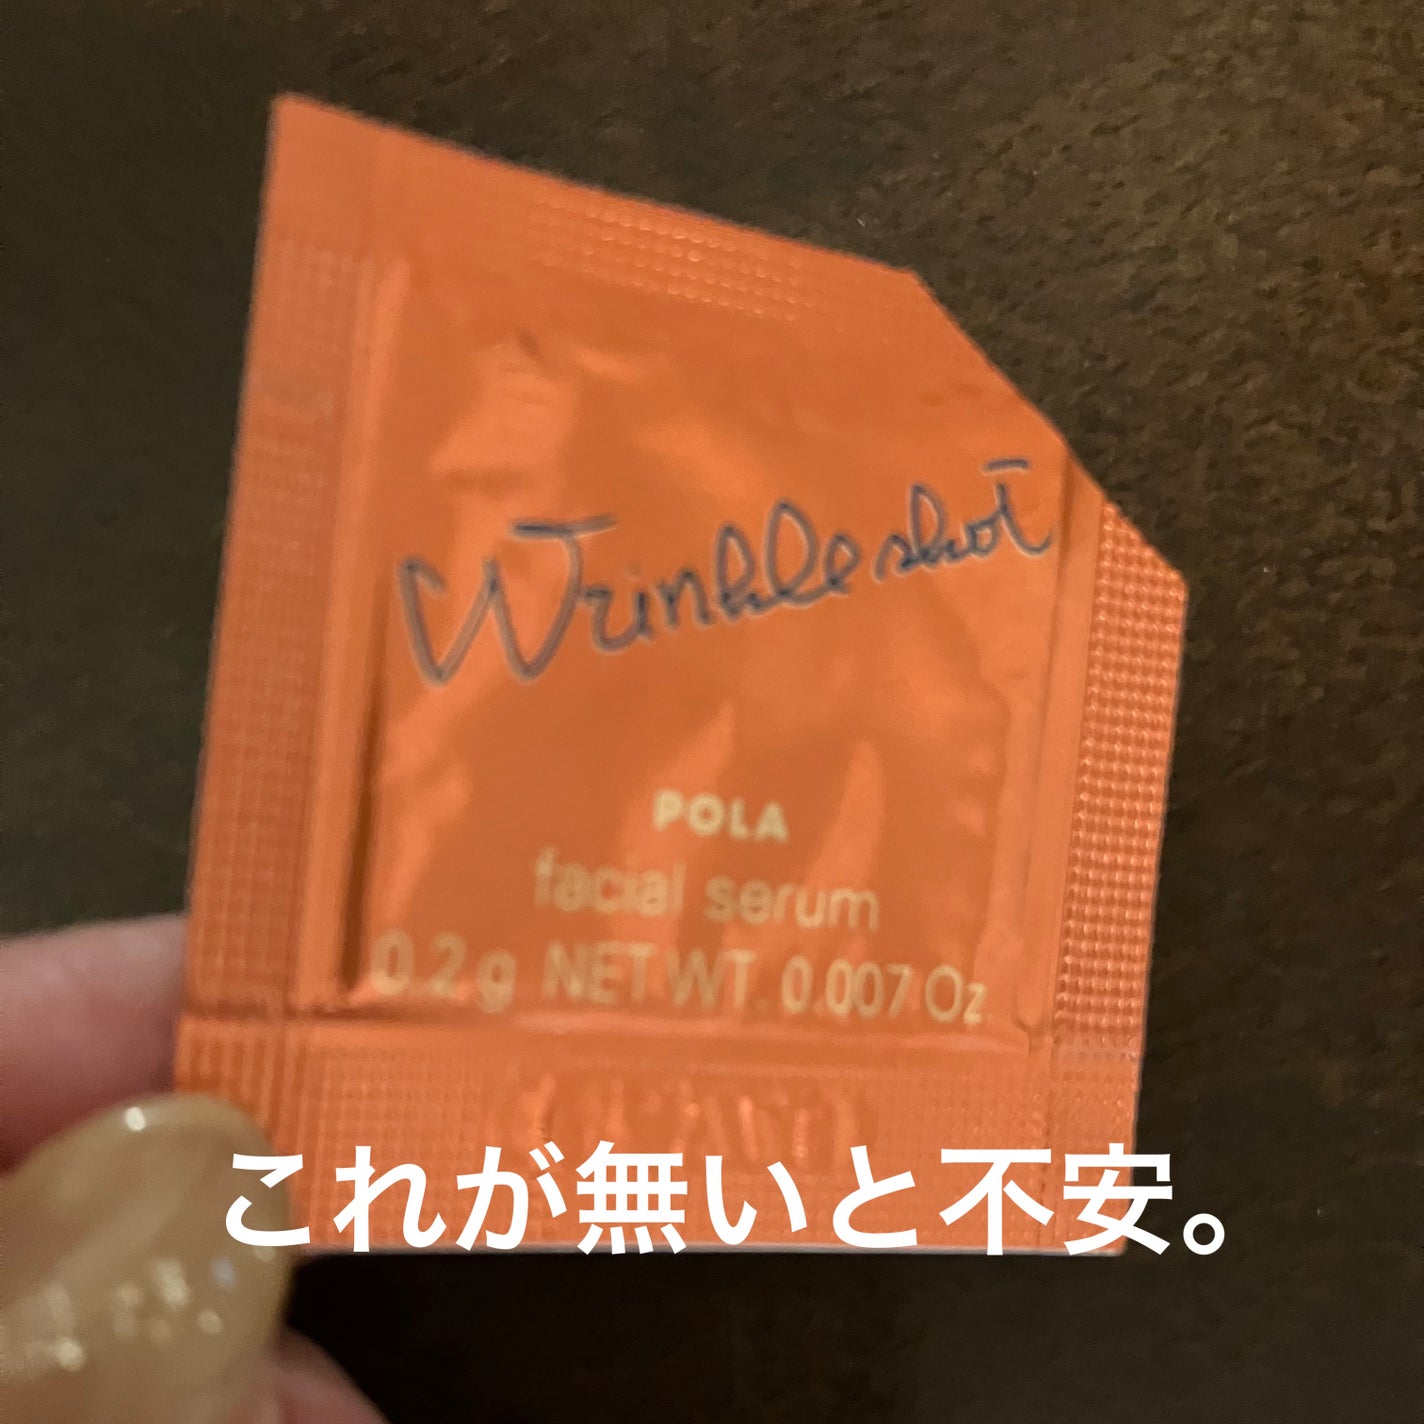 Wrinkle shot
POLA
facial serum
0.2g NET WT. 0.007 Oz
これが無いと不安。